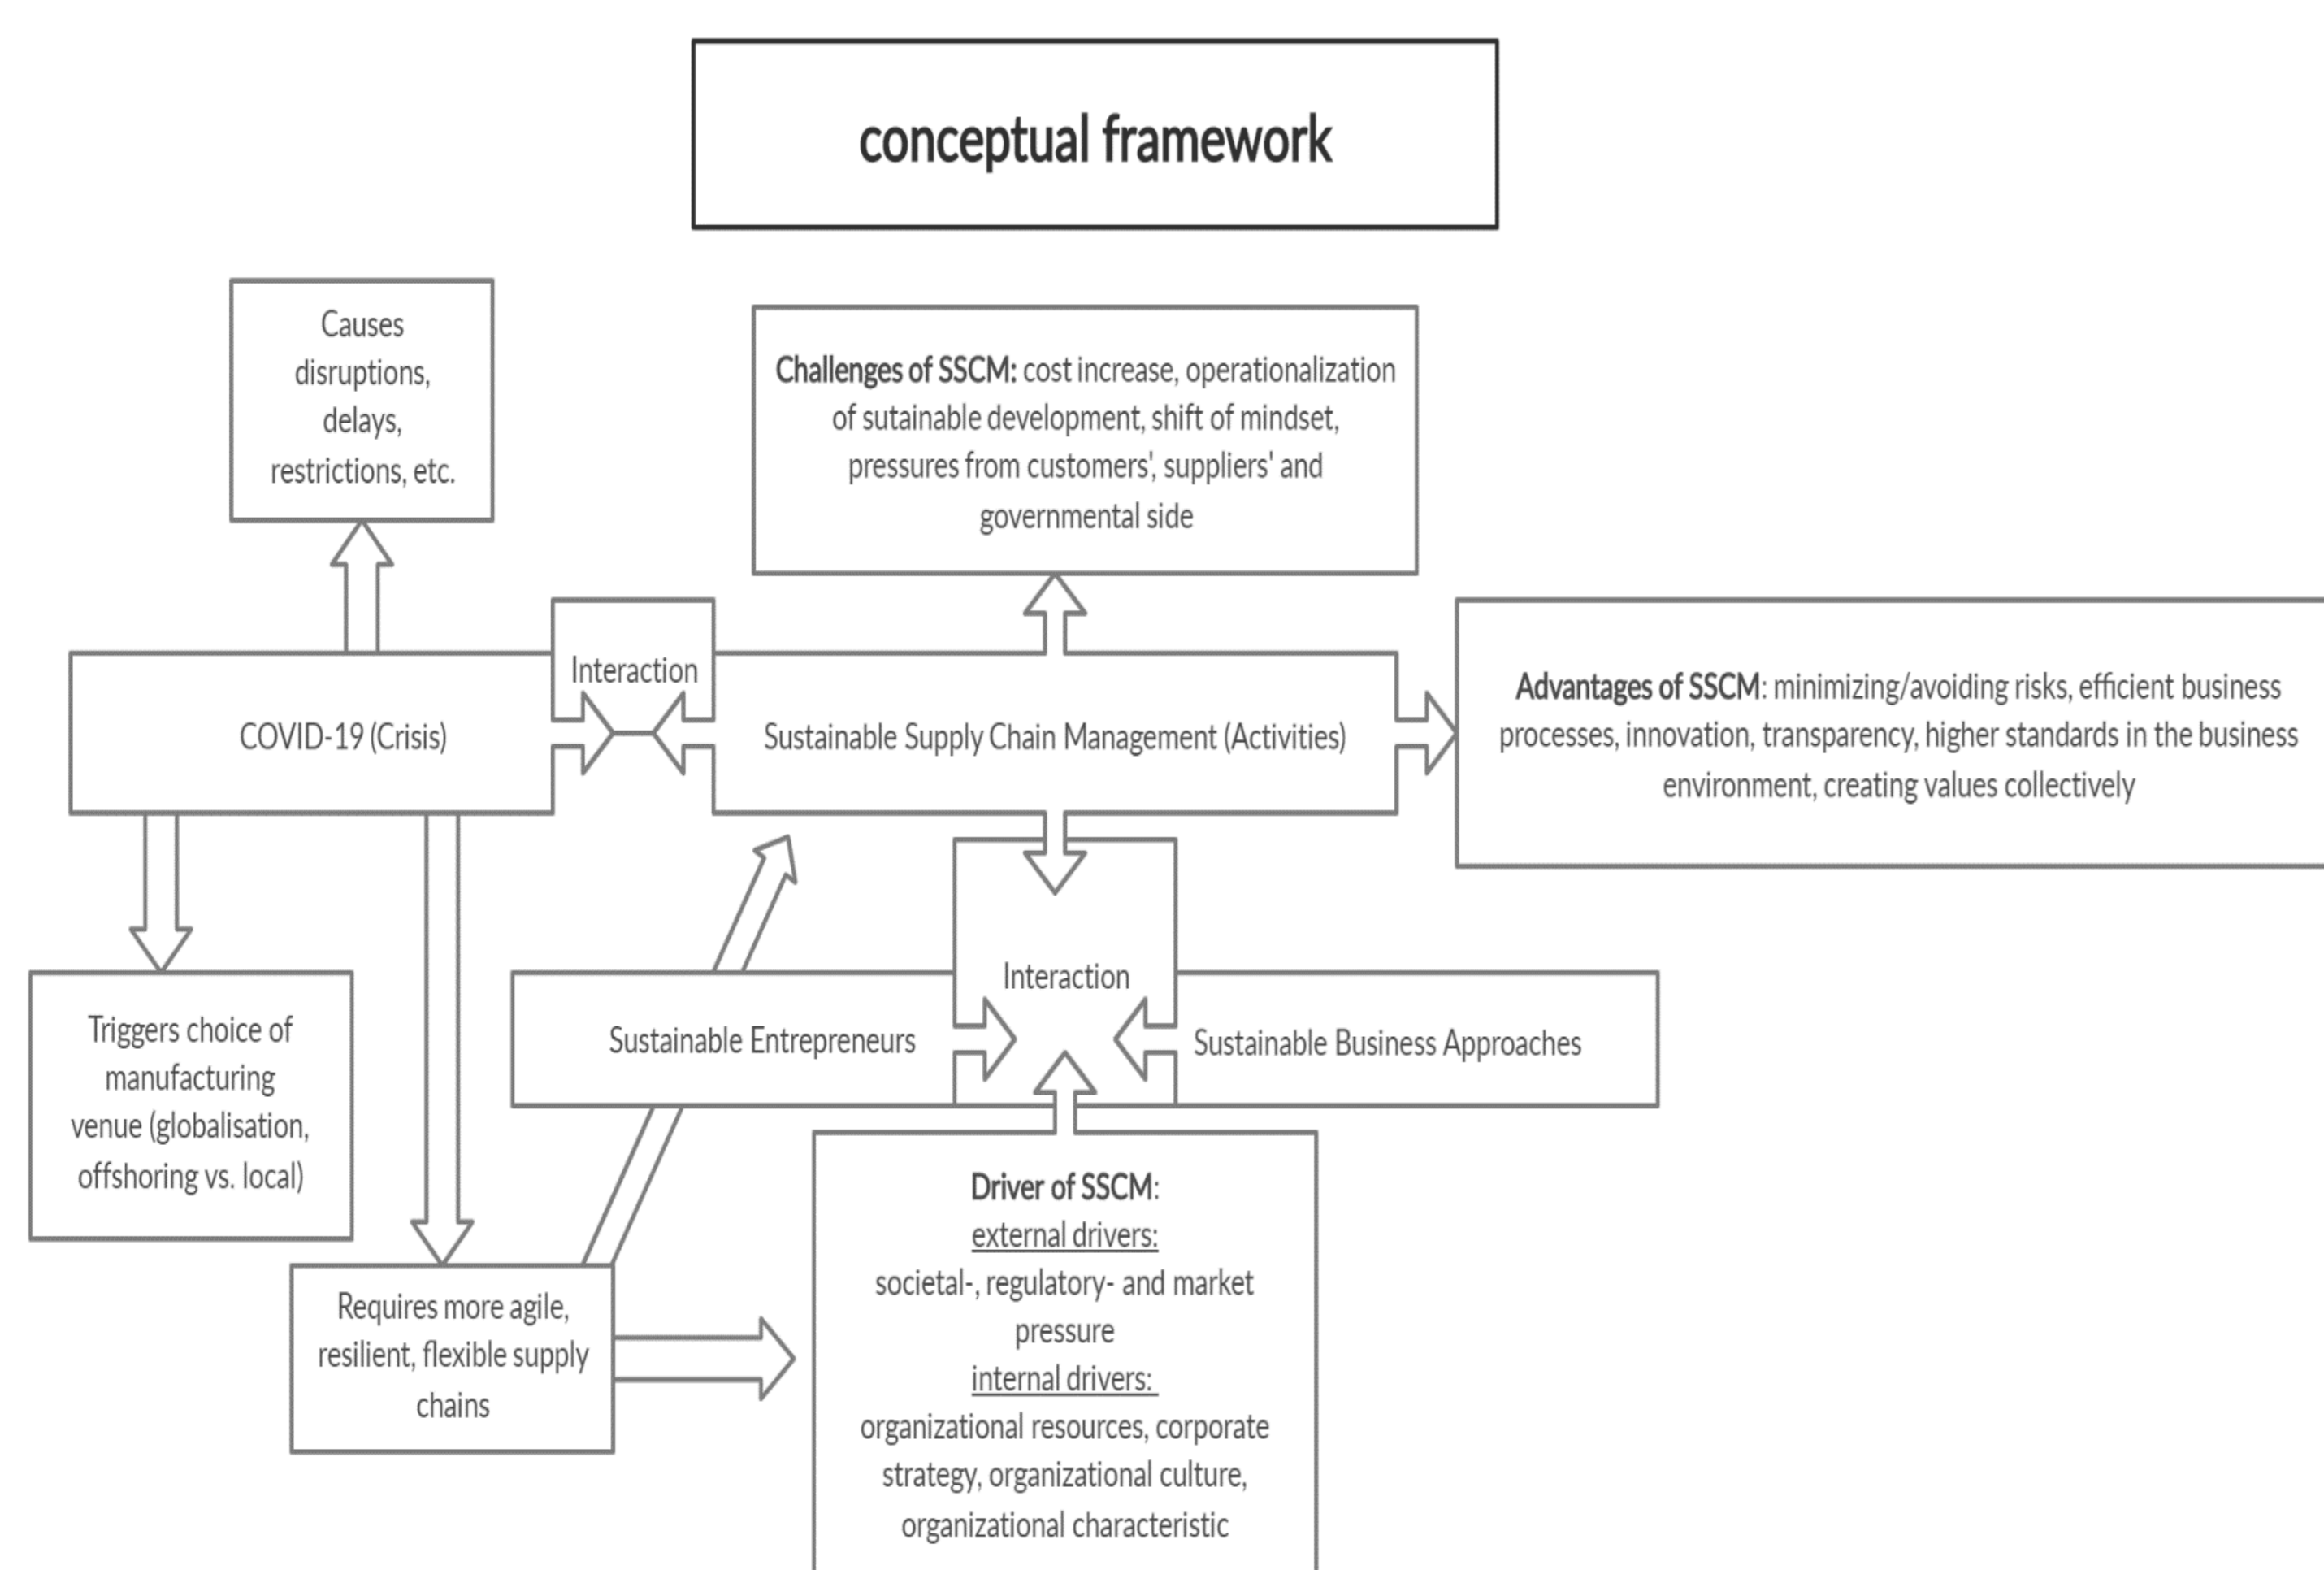 conceptual framework
Causes
disruptions,
delays,
restrictions, etc.
Challenges of SSCM: cost increase, operationalization
of sutainable development, shift of mindset,
pressures from customers', suppliers' and
governmental side
Interaction
COVID-19 (Crisis)
Sustainable Supply Chain Management (Activities)
Advantages of SSCM: minimizing/avoiding risks, efficient business
processes, innovation, transparency, higher standards in the business
environment, creating values collectively
Interaction
Sustainable Entrepreneurs
Sustainable Business Approaches
Triggers choice of
manufacturing
venue (globalisation,
offshoring vs. local)
Requires more agile,
resilient, flexible supply
chains
Driver of SSCM:
external drivers:
societal-, regulatory- and market
pressure
internal drivers:
organizational resources, corporate
strategy, organizational culture,
organizational characteristic